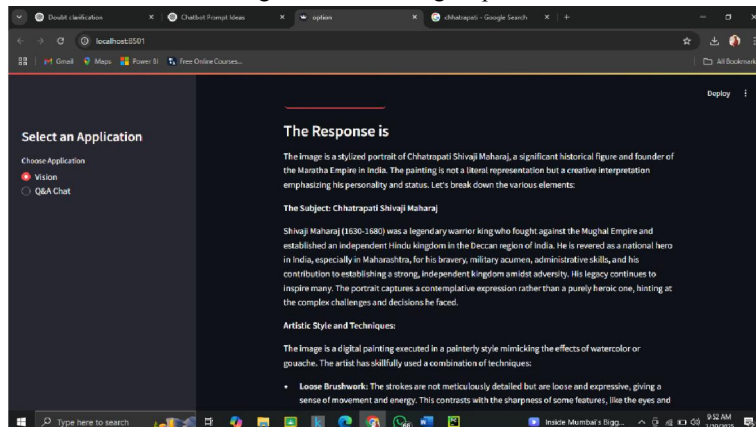 Doubt clarification
Chatbot Prompt Ideas
option
chhatrapati - Google Search
localhost:8501
Gmail
Maps
Power BI
Free Online Courses...
All Bookmark
Deploy
Select an Application
Choose Application
Vision
Q&A Chat
The Response is
The image is a stylized portrait of Chhatrapati Shivaji Maharaj, a significant historical figure and founder of
the Maratha Empire in India. The painting is not a literal representation but a creative interpretation
emphasizing his personality and status. Let's break down the various elements:
The Subject: Chhatrapati Shivaji Maharaj
Shivaji Maharaj (1630-1680) was a legendary warrior king who fought against the Mughal Empire and
established an independent Hindu kingdom in the Deccan region of India. He is revered as a national hero
in India, especially in Maharashtra, for his bravery, military acumen, administrative skills, and his
contribution to establishing a strong, independent kingdom amidst adversity. His legacy continues to
inspire many. The portrait captures a contemplative expression rather than a purely heroic one, hinting at
the complex challenges and decisions he faced.
Artistic Style and Techniques:
The image is a digital painting executed in a painterly style mimicking the effects of watercolor or
gouache. The artist has skillfully used a combination of techniques:
• Loose Brushwork: The strokes are not meticulously detailed but are loose and expressive, giving a
sense of movement and energy. This contrasts with the sharpness of some features, like the eyes and
Type here to search
Inside Mumbai's Bigg...
9:52 AM
1/30/2025